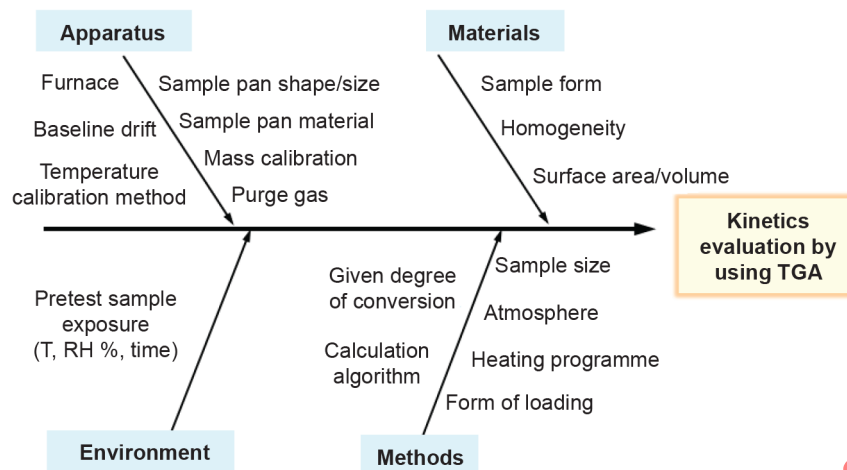 Apparatus
Materials
Furnace
Sample pan shape/size
Baseline drift
Sample pan material
Temperature
calibration method
Mass calibration
Purge gas
Sample form
Homogeneity
Surface area/volume
Kinetics
evaluation by
using TGA
Pretest sample
exposure
(T, RH %, time)
Given degree
of conversion
Calculation
algorithm
Sample size
Atmosphere
Heating programme
Form of loading
Environment
Methods